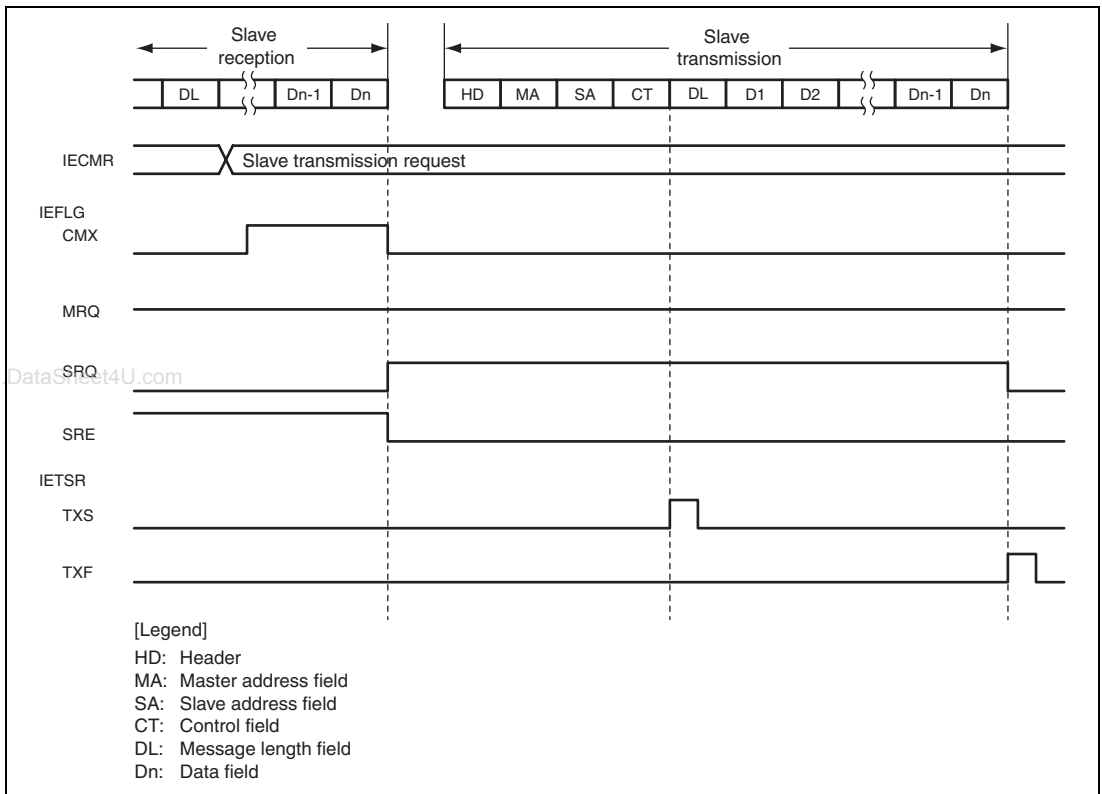 Slave
reception
Slave
transmission
DL
Dn-1
Dn
HD
MA
SA
CT
DL
D1
D2
Dn-1
Dn
IECMR
Slave transmission request
IEFLG
CMX
MRQ
SRQ
.DataSheet4U.com
SRE
IETSR
TXS
TXF
[Legend]
HD: Header
MA: Master address field
SA: Slave address field
CT: Control field
DL: Message length field
Dn: Data field